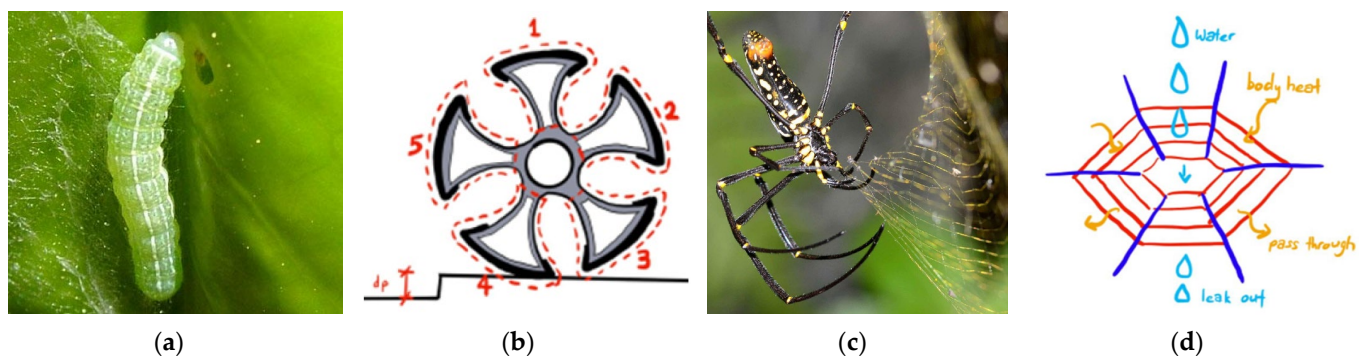 1
2
3
4
5
dp
Water
body heat
pass through
leak out
(a)
(b)
(c)
(d)